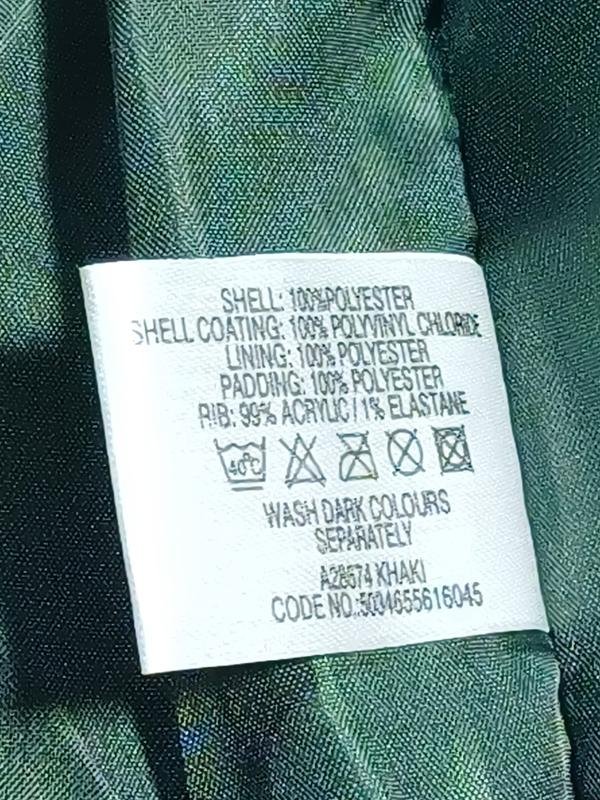 SHELL: 100%POLYESTER
SHELL COATING: 100% POLYVINYL CHLORIDE
LINING: 100% POLYESTER
PADDING: 100% POLYESTER
RIB: 99% ACRYLIC / 1% ELASTANE
40°C
WASH DARK COLOURS
SEPARATELY
A28574 KHAKI
CODE NO.:5034655616045